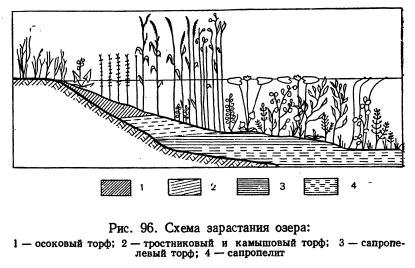 1 2 3 4
Рис. 96. Схема зарастания озера:
1 — осоковый торф; 2 — тростниковый и камышовый торф; 3 — сапропе-
левый торф; 4 — сапропелит